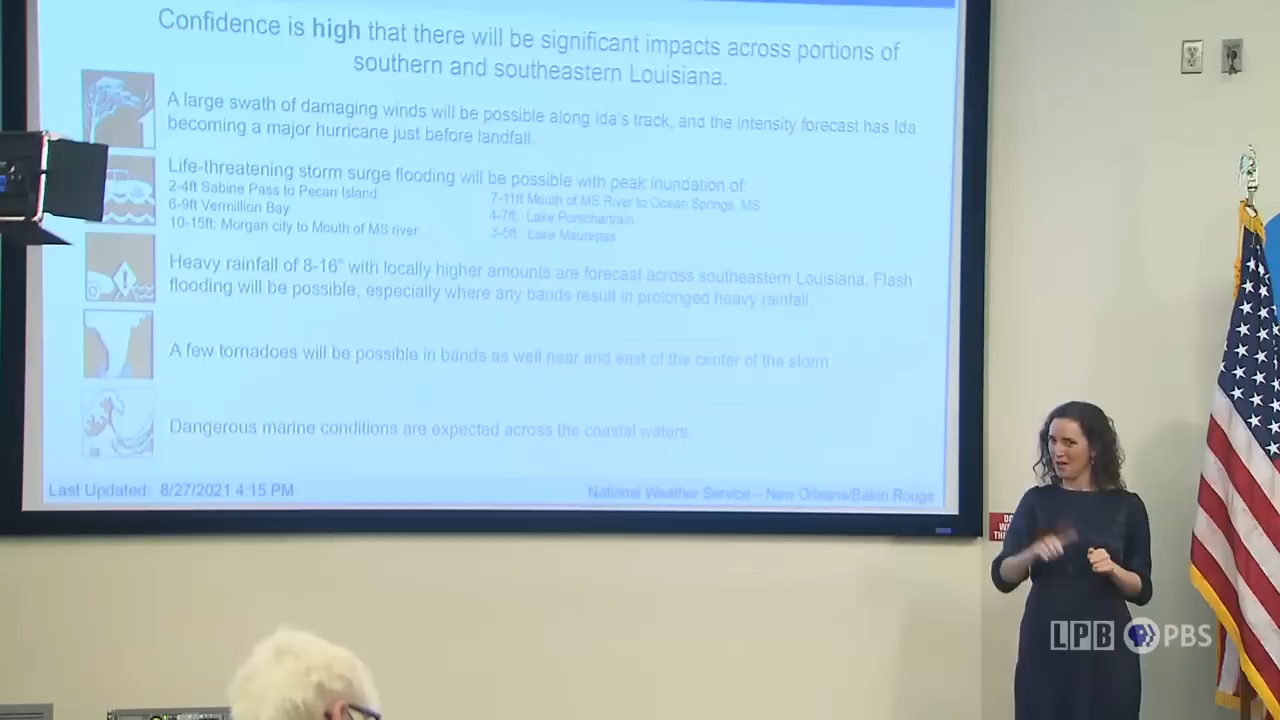 Confidence is high that there will be significant impacts across portions of
southern and southeastern Louisiana.
A large swath of damaging winds will be possible along Ida's track, and the intensity forecast has Ida
becoming a major hurricane just before landfall.
Life-threatening storm surge flooding will be possible with peak inundation of:
2-4ft Sabine Pass to Pecan Island
6-9ft Vermillion Bay
10-15ft: Morgan city to Mouth of MS river
7-11ft Mouth of MS River to Ocean Springs, MS
4-7ft: Lake Pontchartrain
3-5ft: Lake Maurepas
Heavy rainfall of 8-16" with locally higher amounts are forecast across southeastern Louisiana. Flash
flooding will be possible, especially where any bands result in prolonged heavy rainfall.
A few tornadoes will be possible in bands as well near and east of the center of the storm
Dangerous marine conditions are expected across the coastal waters.
Last Updated: 8/27/2021 4:15 PM
National Weather Service – New Orleans/Baton Rouge
LPB PBS